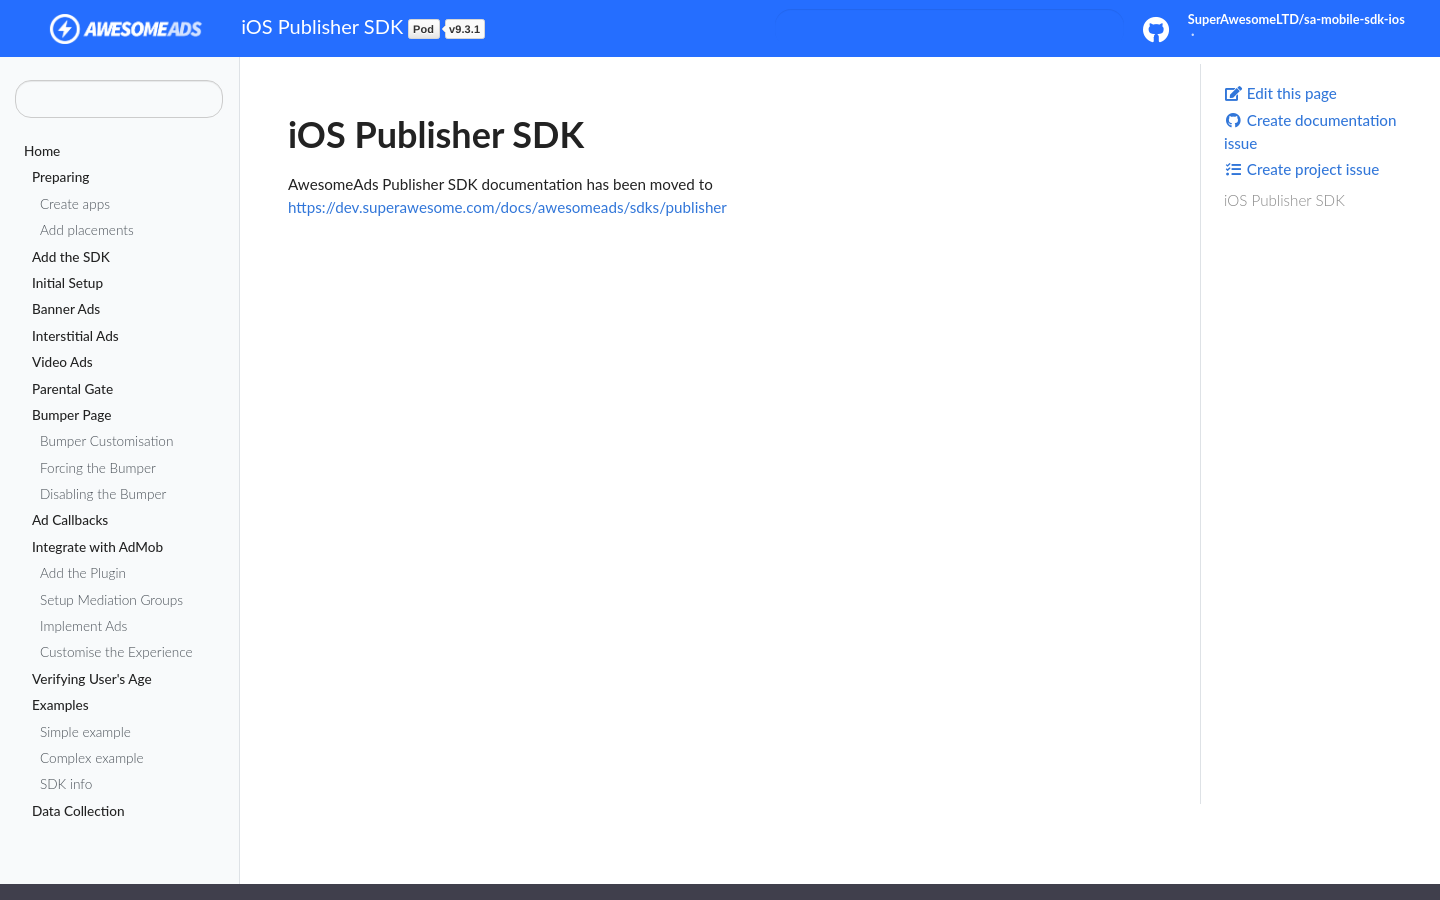 AWESOMEADS
iOS Publisher SDK Pod v9.3.1
SuperAwesomeLTD/sa-mobile-sdk-ios
Home
Preparing
Create apps
Add placements
Add the SDK
Initial Setup
Banner Ads
Interstitial Ads
Video Ads
Parental Gate
Bumper Page
Bumper Customisation
Forcing the Bumper
Disabling the Bumper
Ad Callbacks
Integrate with AdMob
Add the Plugin
Setup Mediation Groups
Implement Ads
Customise the Experience
Verifying User's Age
Examples
Simple example
Complex example
SDK info
Data Collection
iOS Publisher SDK
AwesomeAds Publisher SDK documentation has been moved to
https://dev.superawesome.com/docs/awesomeads/sdks/publisher
Edit this page
Create documentation
issue
Create project issue
iOS Publisher SDK